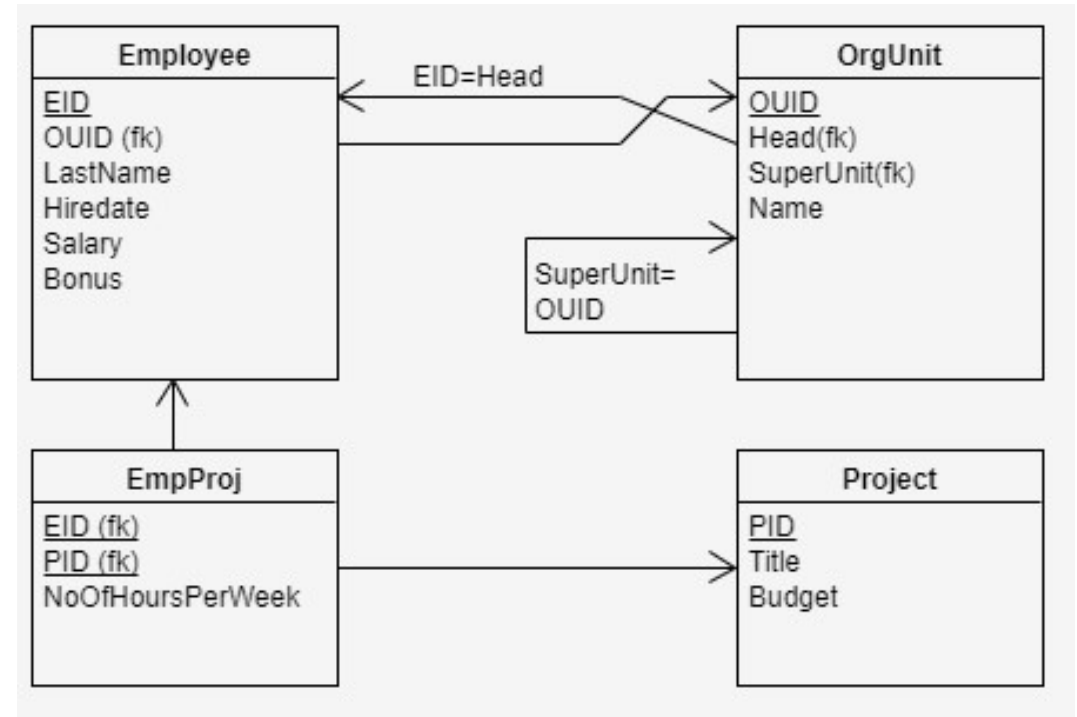 Employee
EID
OUID (fk)
LastName
Hiredate
Salary
Bonus
EID=Head
OrgUnit
OUID
Head(fk)
SuperUnit(fk)
Name
SuperUnit=
OUID
EmpProj
EID (fk)
PID (fk)
NoOfHoursPerWeek
Project
PID
Title
Budget